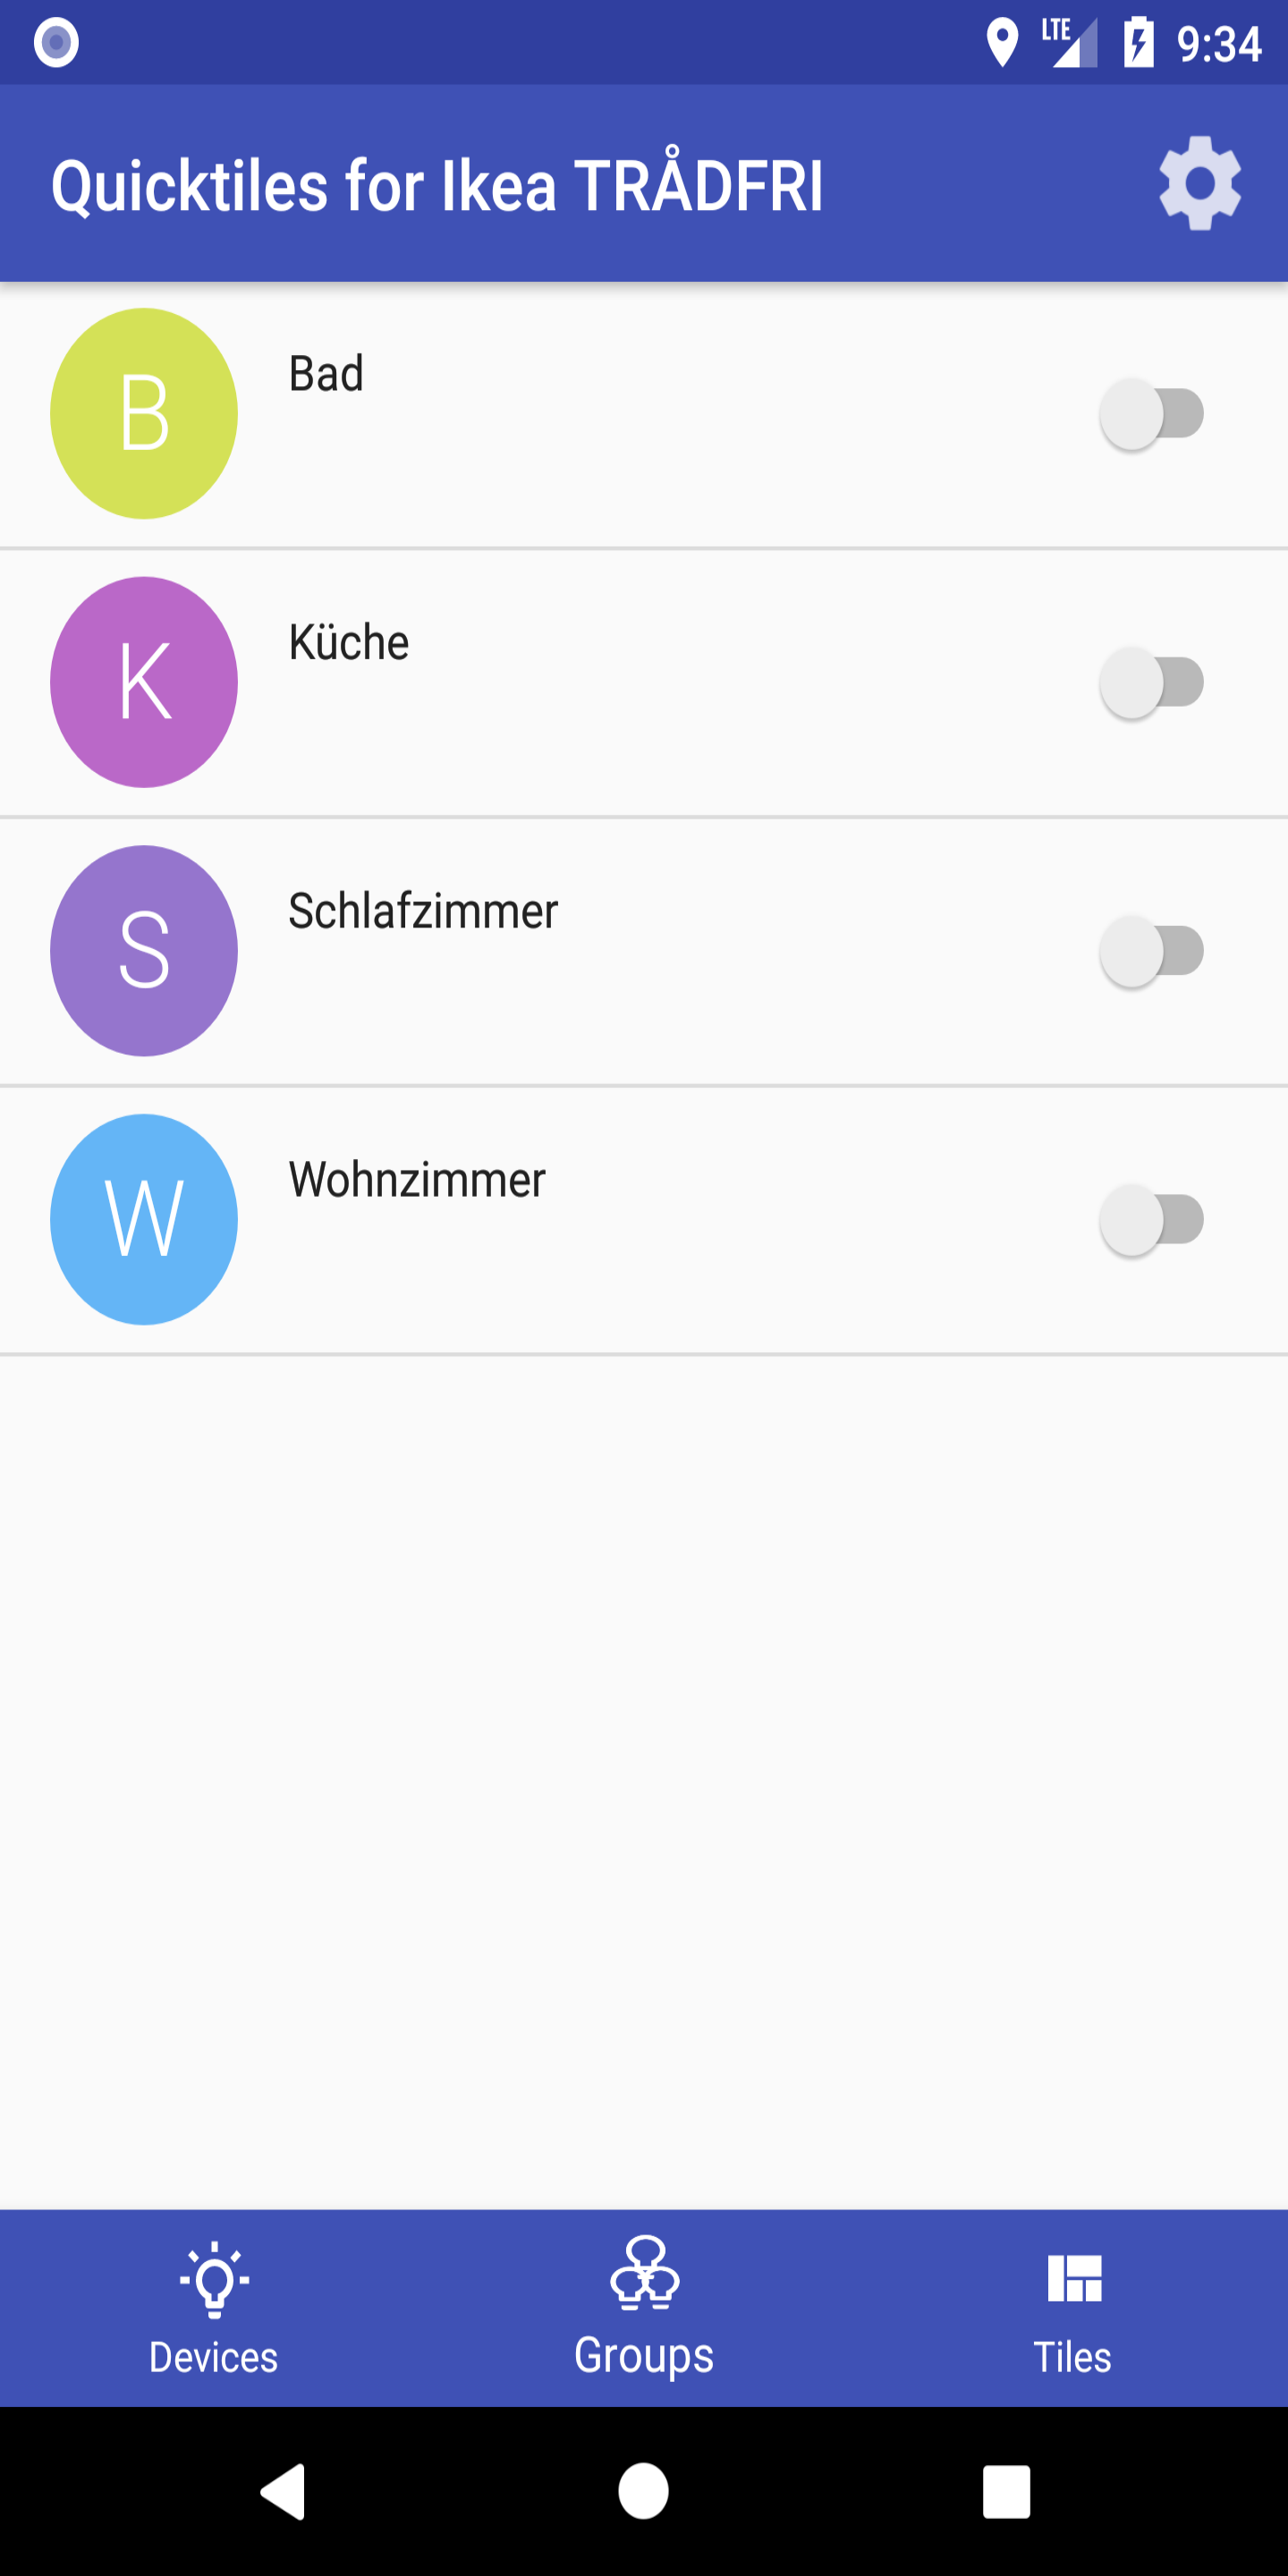 LTE 9:34
Quicktiles for Ikea TRÅDFRI
B Bad
K Küche
S Schlafzimmer
W Wohnzimmer
Devices Groups Tiles